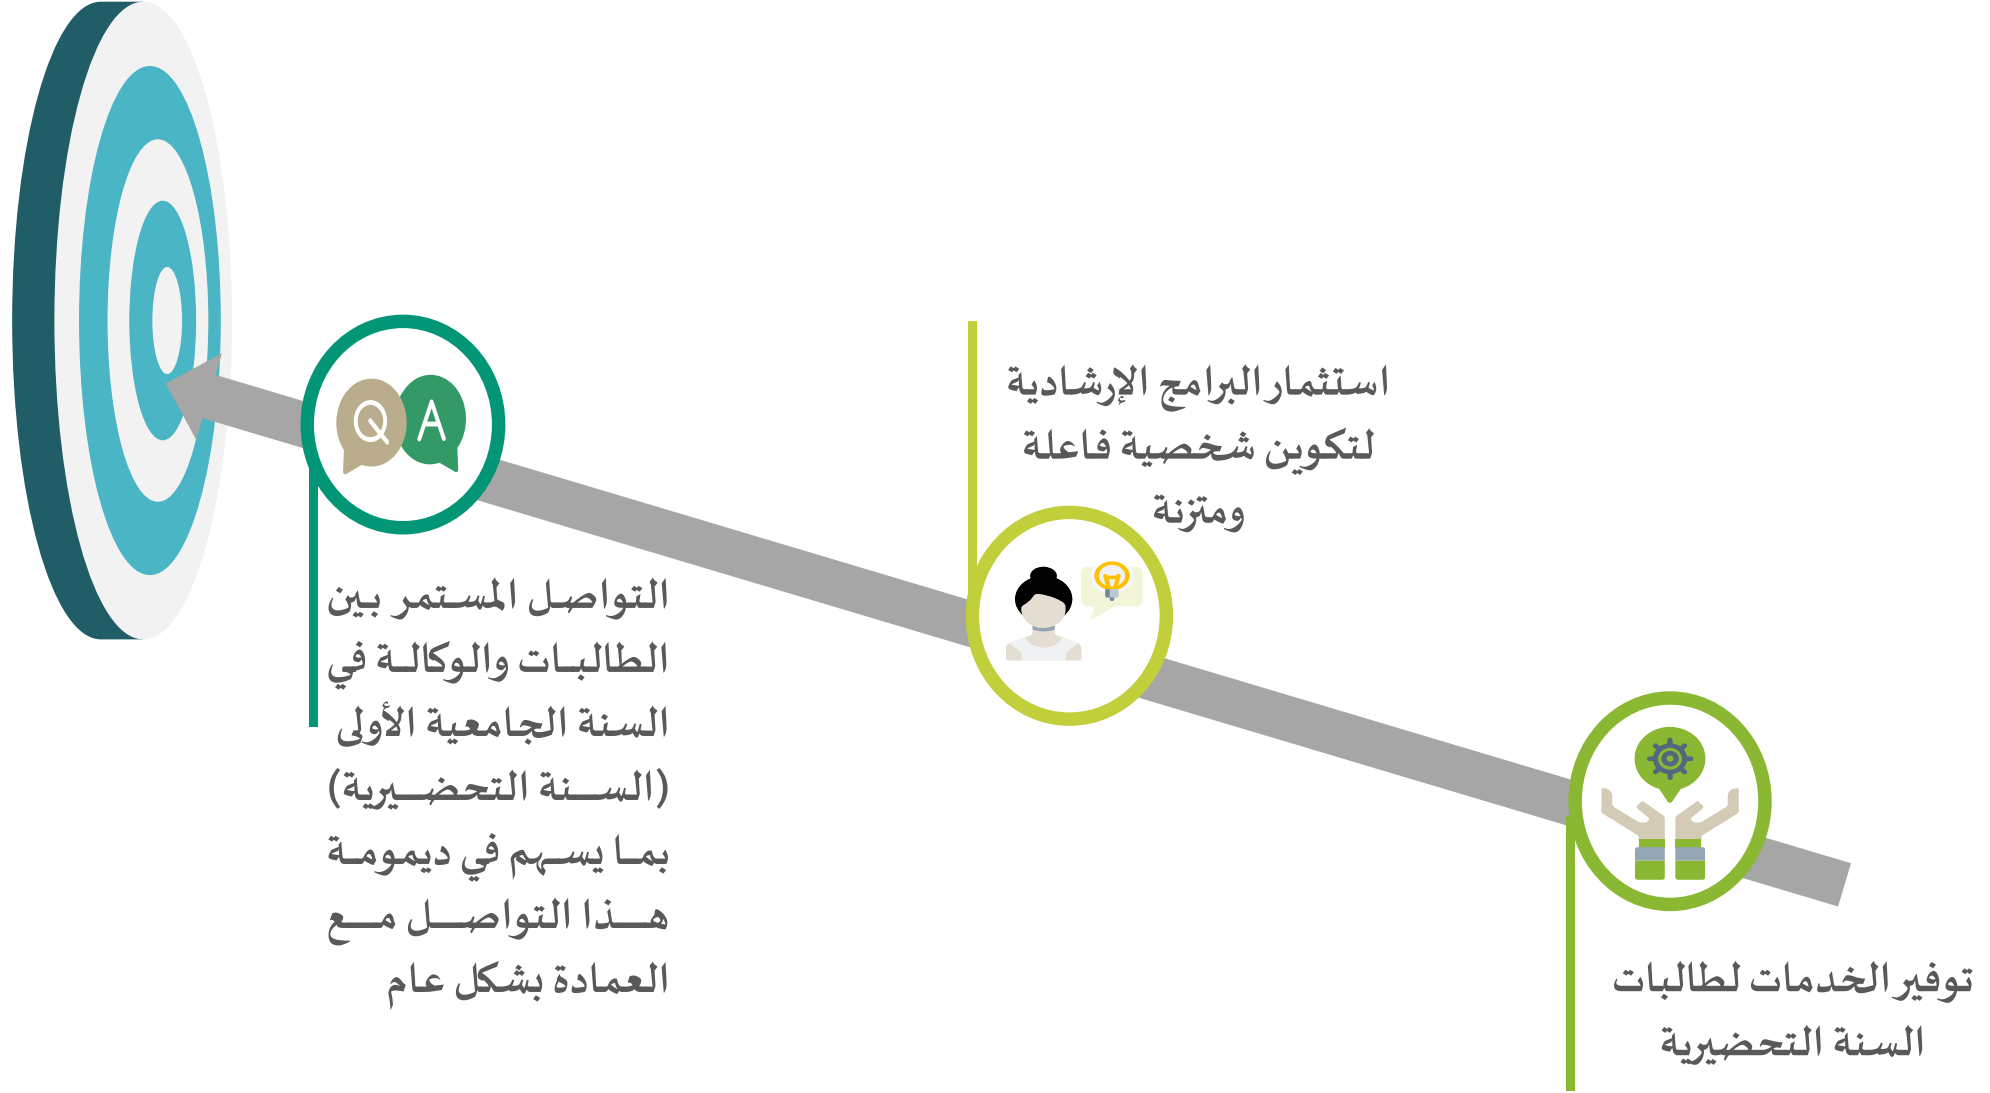 توفير الخدمات لطالبات
السنة التحضيرية
استثمار البرامج الإرشادية
لتكوين شخصية فاعلة
ومتزنة
Q A
التواصل المستمر بين
الطالبات والوكالة في
السنة الجامعية الأولى
(السنة التحضيرية)
بما يسهم في ديمومة
هذا التواصل مع
العمادة بشكل عام